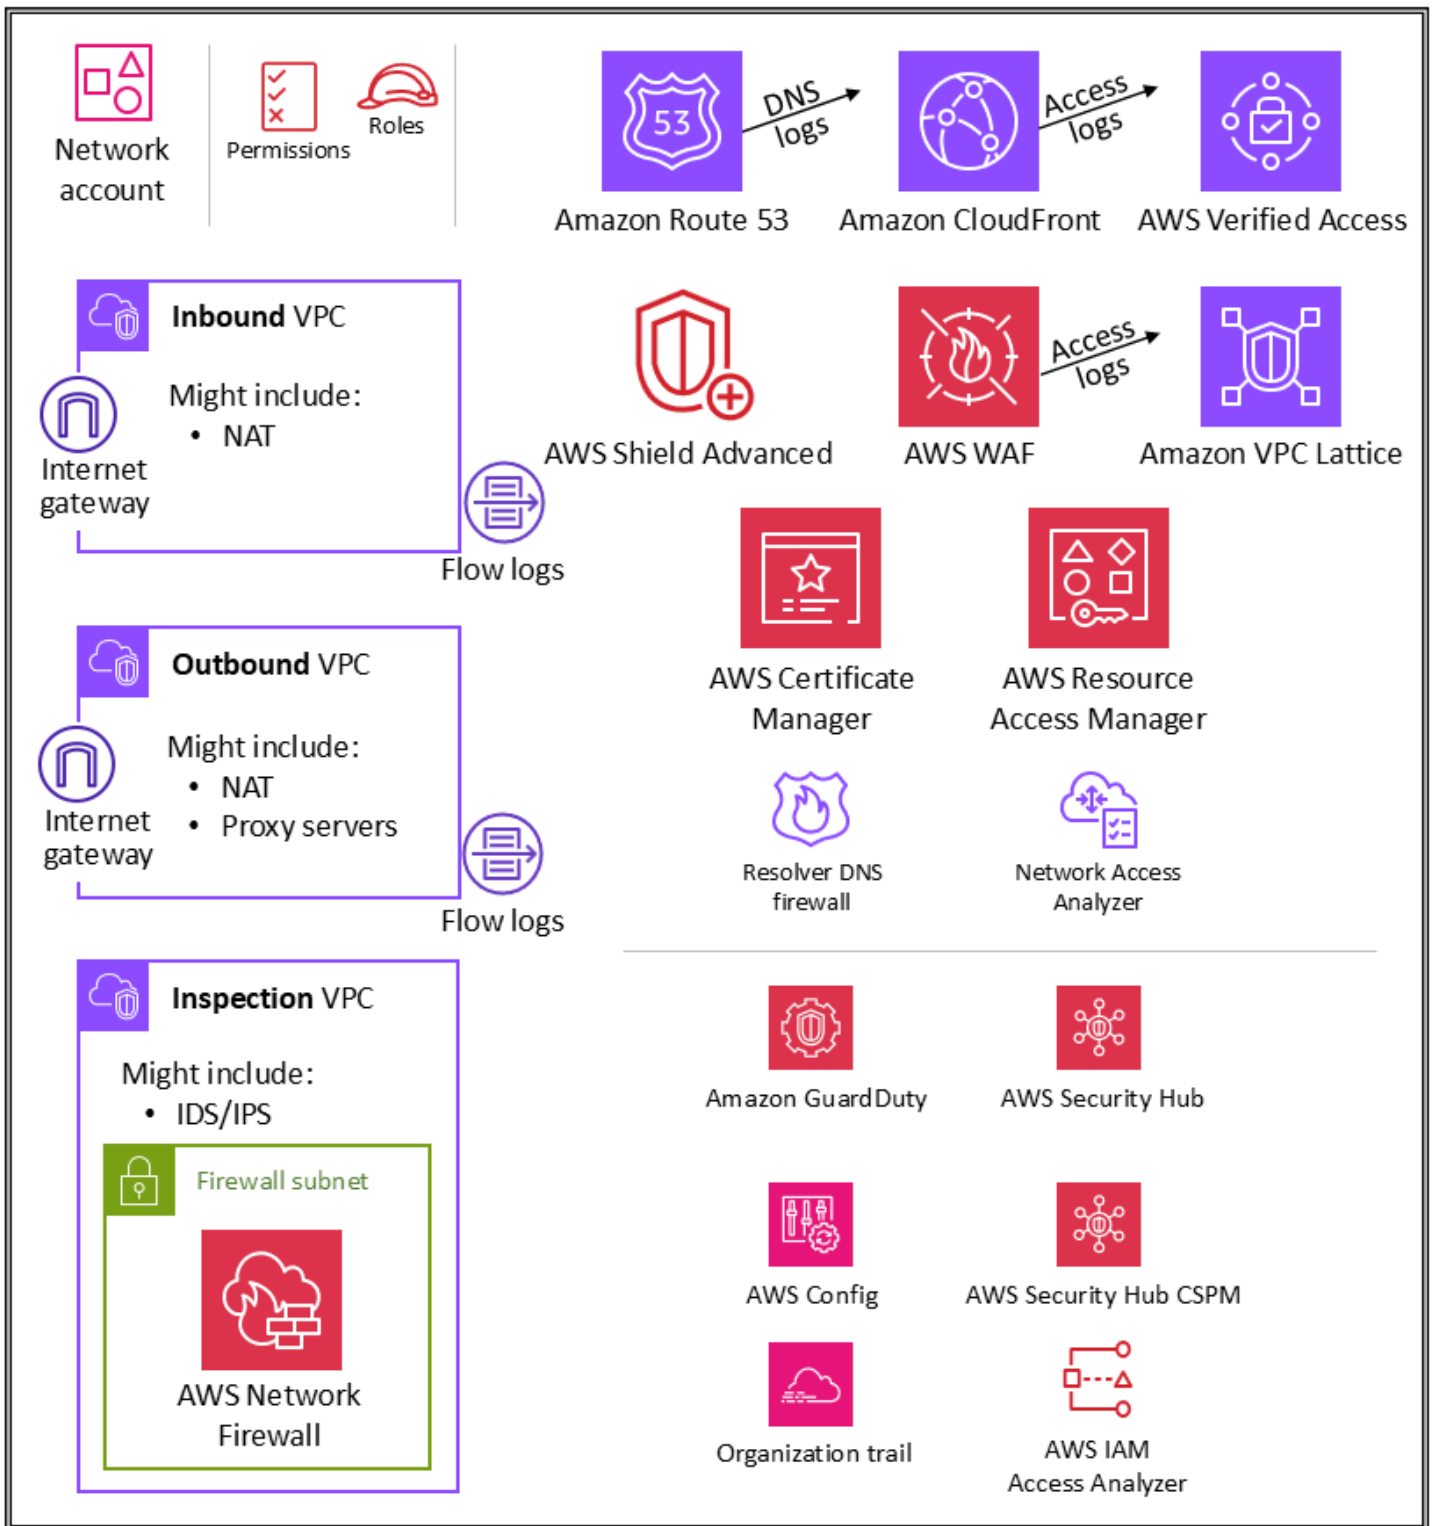 Network
account
Permissions
Roles
53
DNS
logs
Access
logs
Amazon Route 53
Amazon CloudFront
AWS Verified Access
Inbound VPC
Might include:
• NAT
Internet
gateway
Flow logs
AWS Shield Advanced
AWS WAF
Access
logs
Amazon VPC Lattice
AWS Certificate
Manager
AWS Resource
Access Manager
Outbound VPC
Might include:
• NAT
• Proxy servers
Internet
gateway
Flow logs
Resolver DNS
firewall
Network Access
Analyzer
Inspection VPC
Might include:
• IDS/IPS
Firewall subnet
AWS Network
Firewall
Amazon GuardDuty
AWS Security Hub
AWS Config
AWS Security Hub CSPM
Organization trail
AWS IAM
Access Analyzer